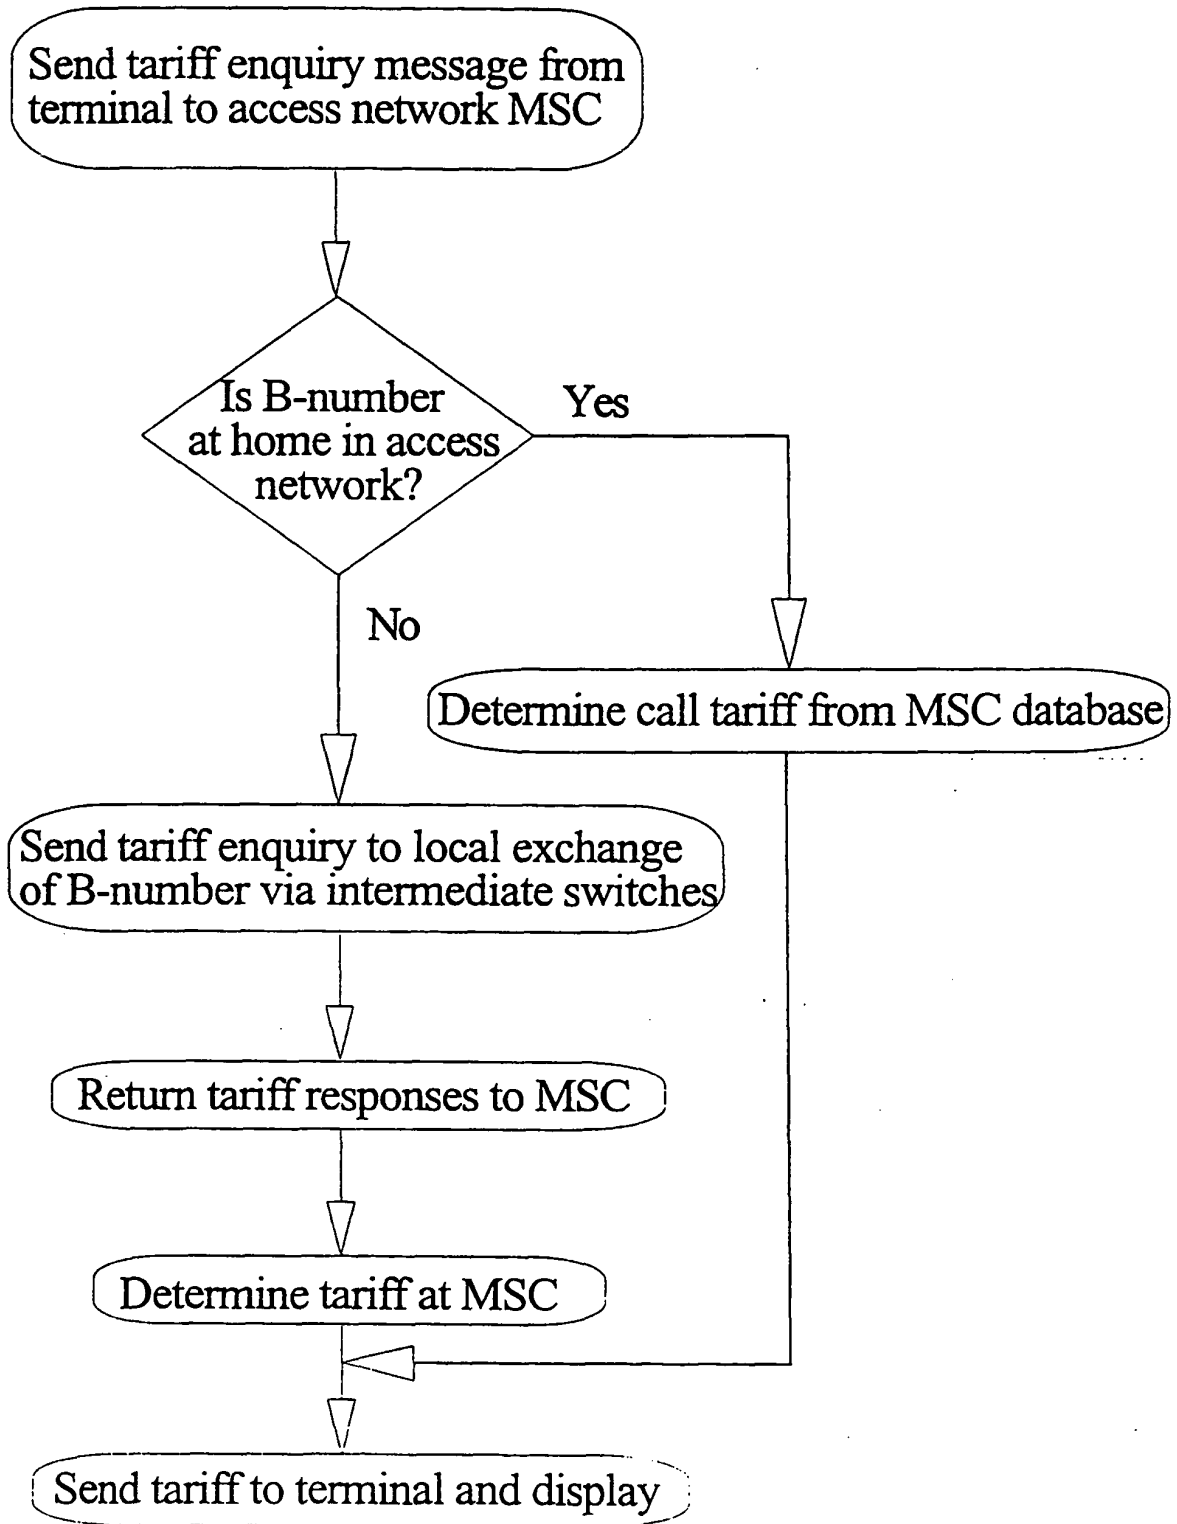 Send tariff enquiry message from
terminal to access network MSC
Is B-number
at home in access
network?
Yes
No
Determine call tariff from MSC database
Send tariff enquiry to local exchange
of B-number via intermediate switches
Return tariff responses to MSC
Determine tariff at MSC
Send tariff to terminal and display